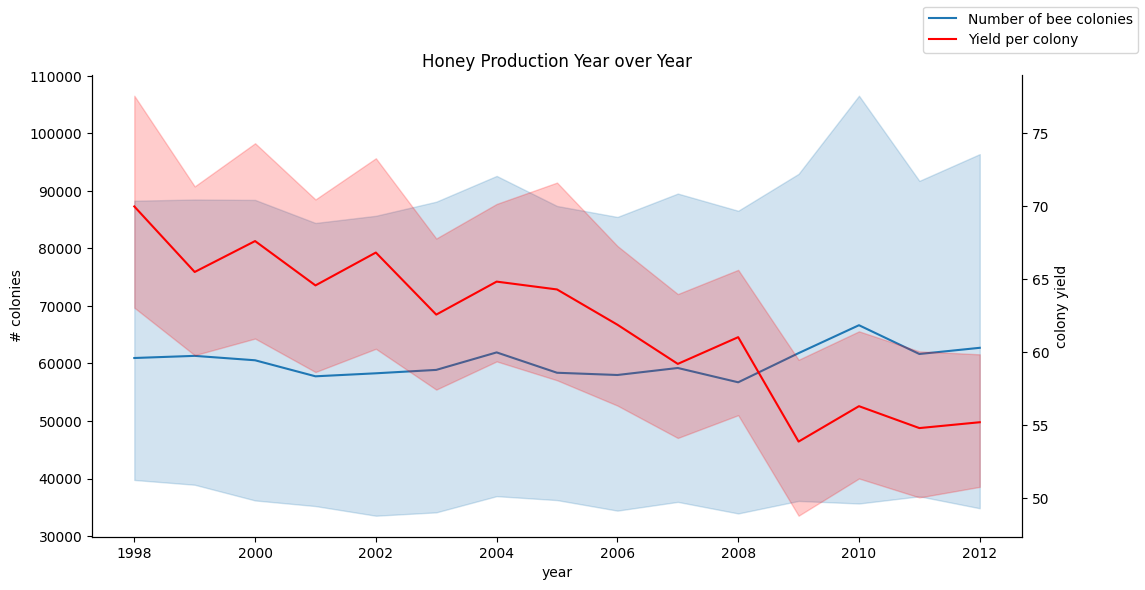 Number of bee colonies
Yield per colony
Honey Production Year over Year
110000
100000
90000
80000
70000
60000
50000
40000
30000
# colonies
75
70
65
60
55
50
colony yield
1998 2000 2002 2004 2006 2008 2010 2012
year